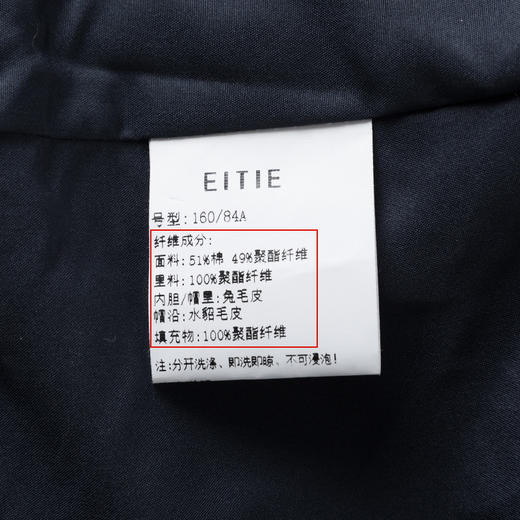 EITIE
号型:160/84A
纤维成分:
面料:51%棉 49%聚酯纤维
里料:100%聚酯纤维
内胆/帽里:兔毛皮
帽沿:水貂毛皮
填充物:100%聚酯纤维
注:分开洗涤、即洗即晾、不可浸泡!